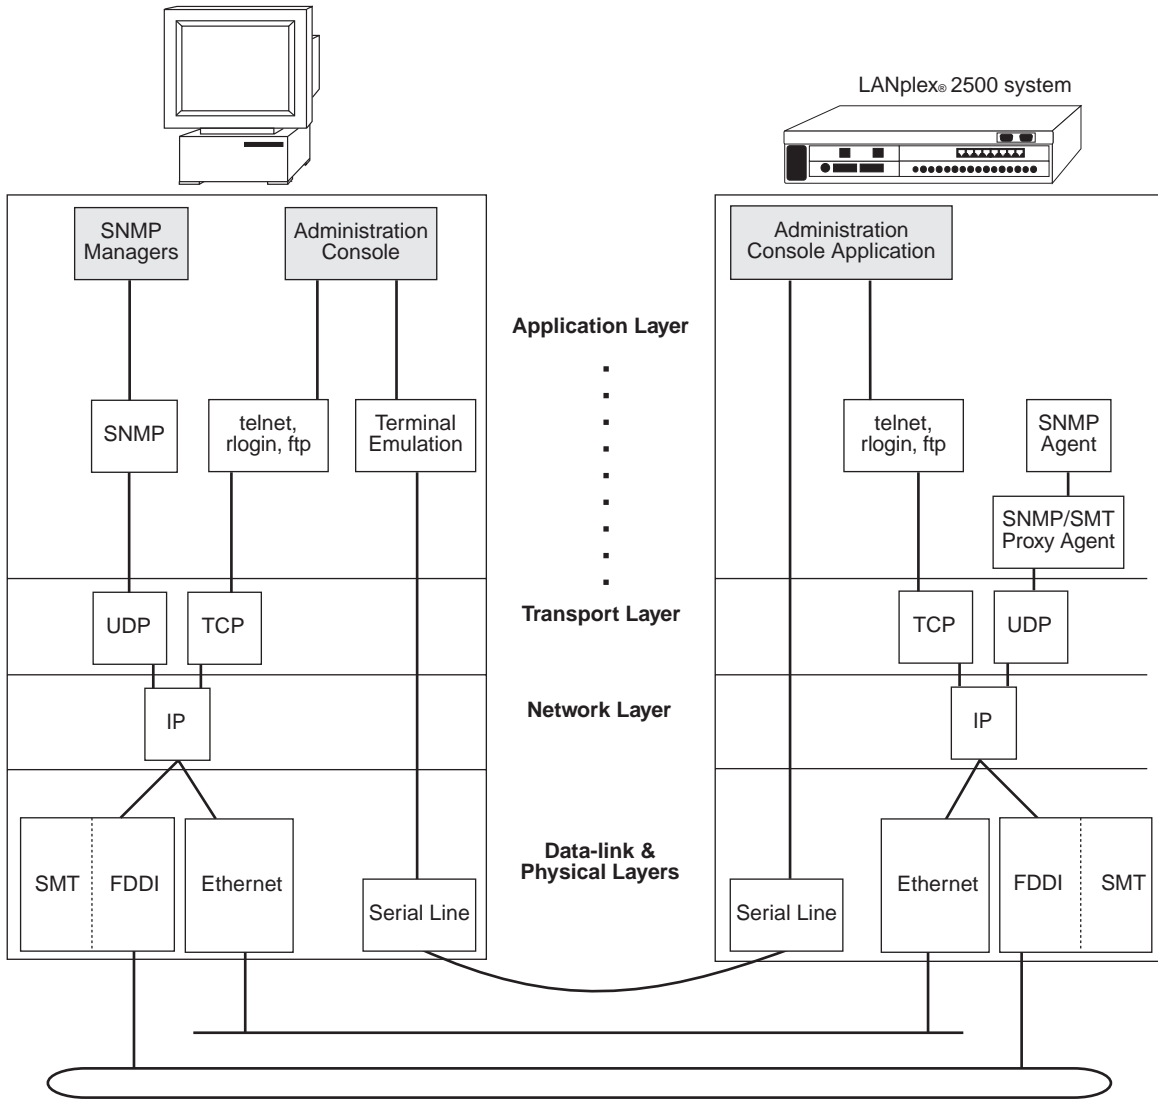 LANplex® 2500 system
SNMP
Managers
Administration
Console
Administration
Console Application
Application Layer
SNMP
telnet,
rlogin, ftp
Terminal
Emulation
telnet,
rlogin, ftp
SNMP
Agent
SNMP/SMT
Proxy Agent
UDP
TCP
Transport Layer
TCP
UDP
IP
Network Layer
IP
SMT
FDDI
Ethernet
Serial Line
Data-link &
Physical Layers
Serial Line
Ethernet
FDDI
SMT